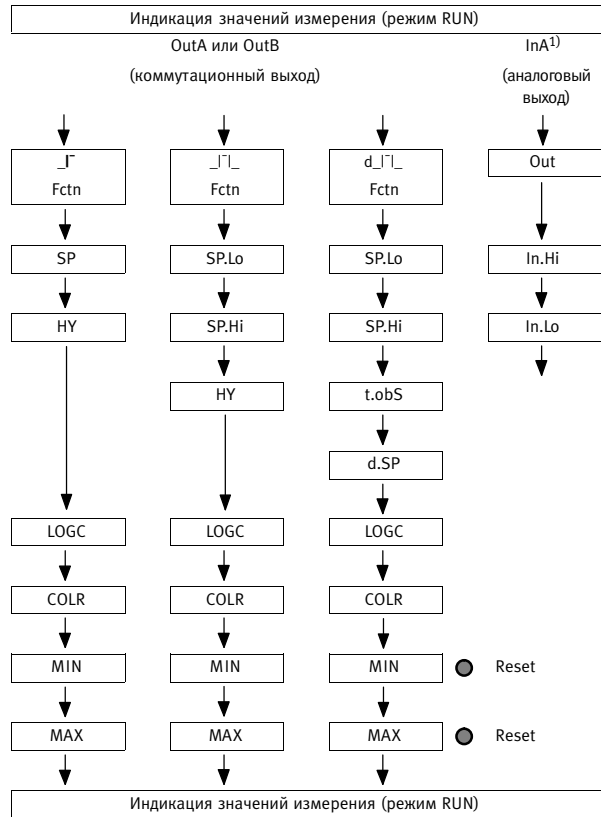 Индикация значений измерения (режим RUN)
OutA или OutB InA1)
(коммутационный выход) (аналоговый
выход)
_|¯ _|¯|_ d_|¯|_ Out
Fctn Fctn Fctn
SP SP.Lo SP.Lo In.Hi
HY SP.Hi SP.Hi In.Lo
HY t.obS
d.SP
LOGC LOGC LOGC
COLR COLR COLR
MIN MIN MIN Reset
MAX MAX MAX Reset
Индикация значений измерения (режим RUN)